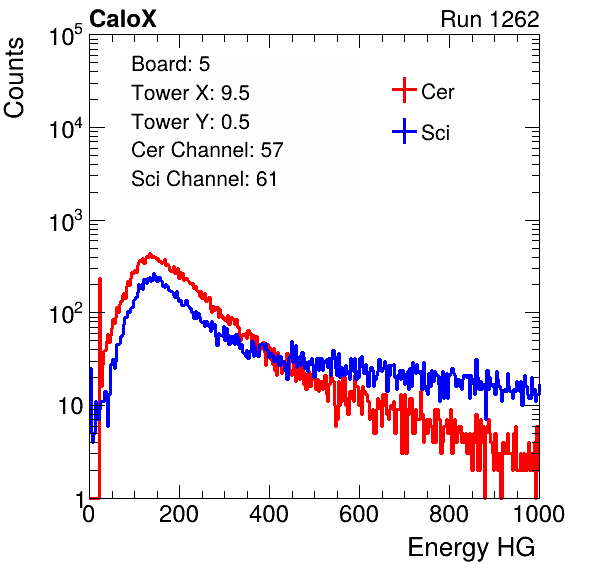 CaloX Run 1262
Counts
10^5
10^4
10^3
10^2
10
1
Board: 5
Tower X: 9.5
Tower Y: 0.5
Cer Channel: 57
Sci Channel: 61
Cer
Sci
0 200 400 600 800 1000
Energy HG